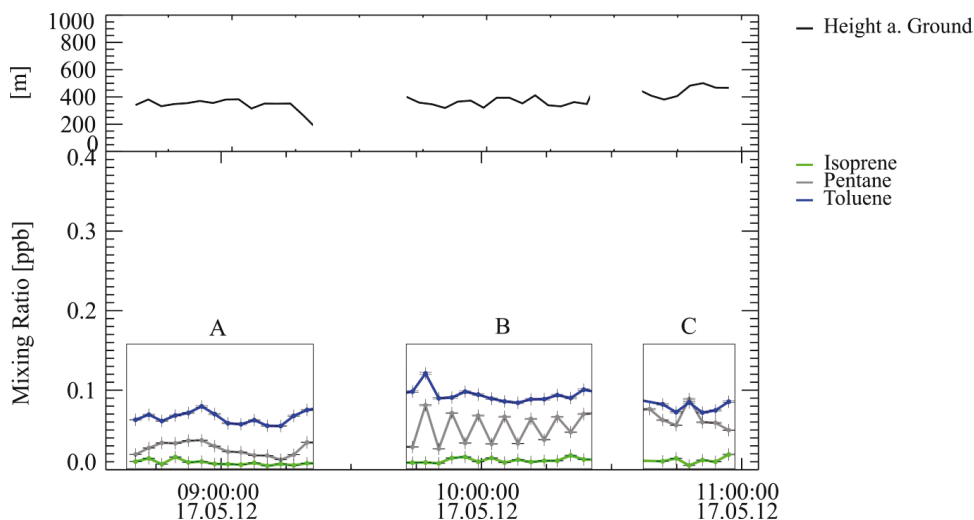 1000
800
600
400
200
0
[m]
Height a. Ground
0.4
0.3
0.2
0.1
0.0
Mixing Ratio [ppb]
A
B
C
Isoprene
Pentane
Toluene
09:00:00
17.05.12
10:00:00
17.05.12
11:00:00
17.05.12